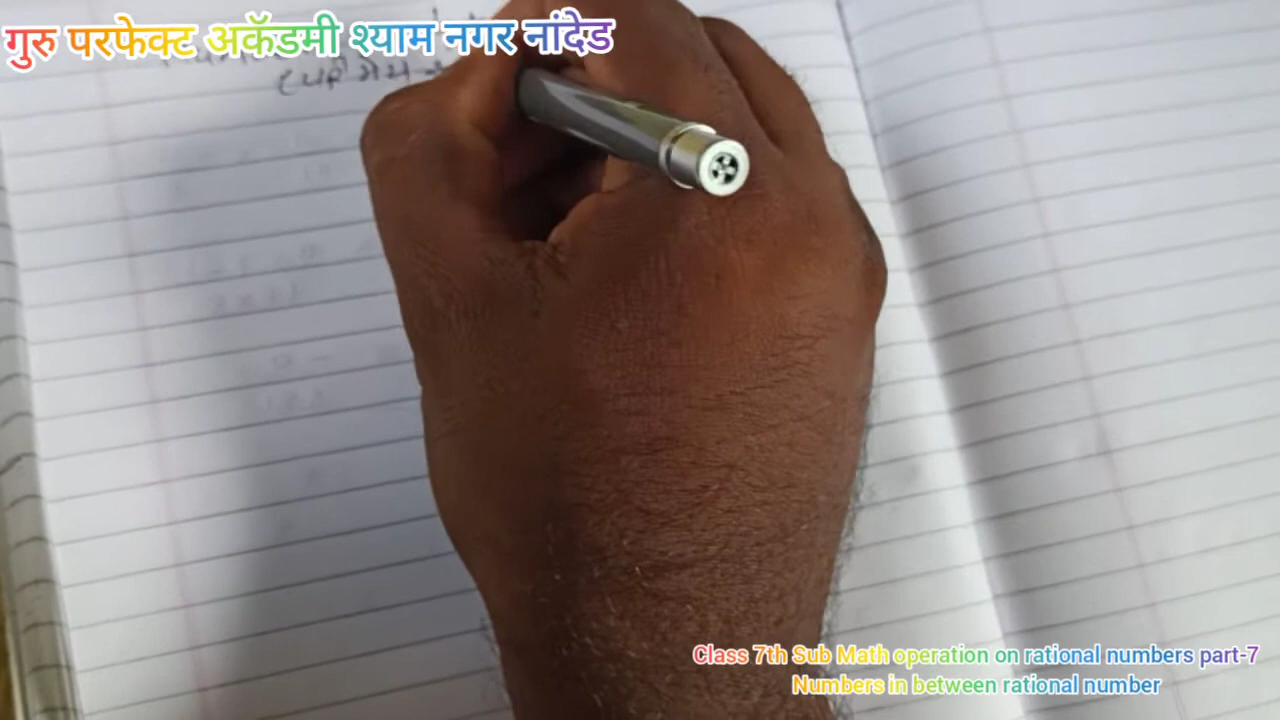 गुरु परफेक्ट अकॅडमी श्याम नगर नांदेड
Class 7th Sub Math operation on rational numbers part-7
Numbers in between rational number